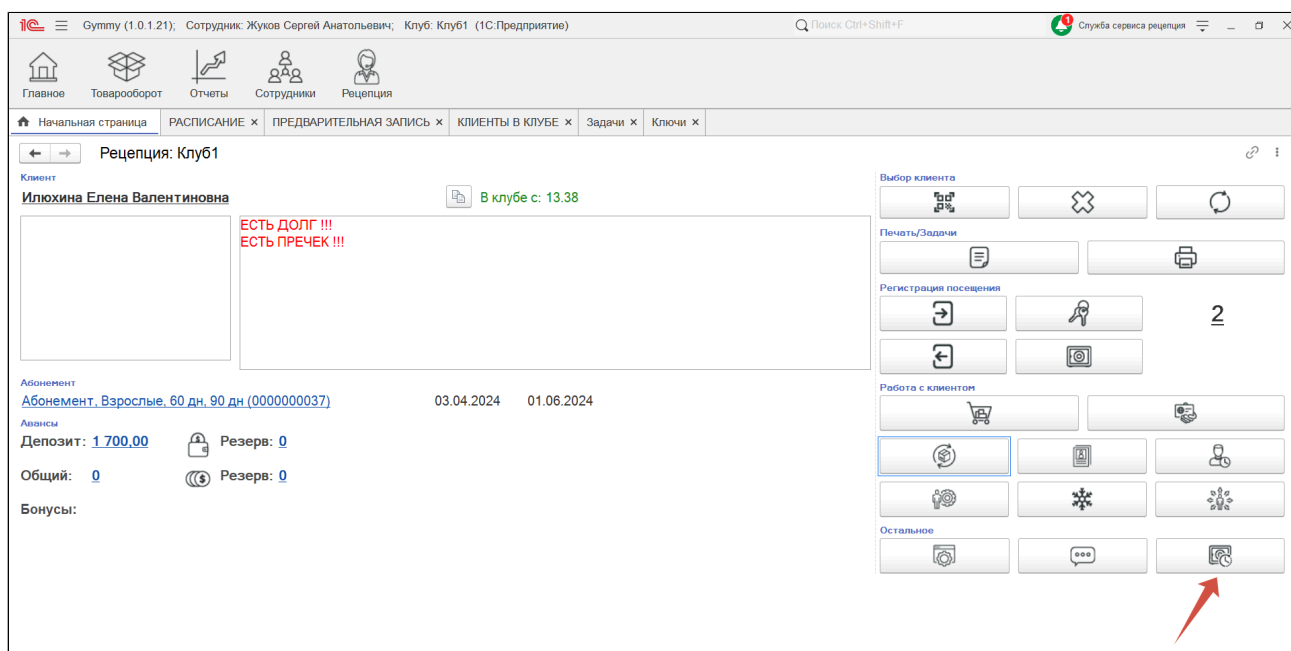 1С Gymmy (1.0.1.21); Сотрудник: Жуков Сергей Анатольевич; Клуб: Клуб1 (1С:Предприятие) Поиск Ctrl+Shift+F 1 Служба сервиса рецепция
Главное Товарооборот Отчеты Сотрудники Рецепция
Начальная страница РАСПИСАНИЕ × ПРЕДВАРИТЕЛЬНАЯ ЗАПИСЬ × КЛИЕНТЫ В КЛУБЕ × Задачи × Ключи ×
Рецепция: Клуб1
Клиент
Илюхина Елена Валентиновна В клубе с: 13.38
ЕСТЬ ДОЛГ !!!
ЕСТЬ ПРЕЧЕК !!!
Абонемент
Абонемент, Взрослые, 60 дн, 90 дн (0000000037) 03.04.2024 01.06.2024
Авансы
Депозит: 1 700,00 Резерв: 0
Общий: 0 Резерв: 0
Бонусы:
Выбор клиента
Печать/Задачи
Регистрация посещения
2
Работа с клиентом
Остальное